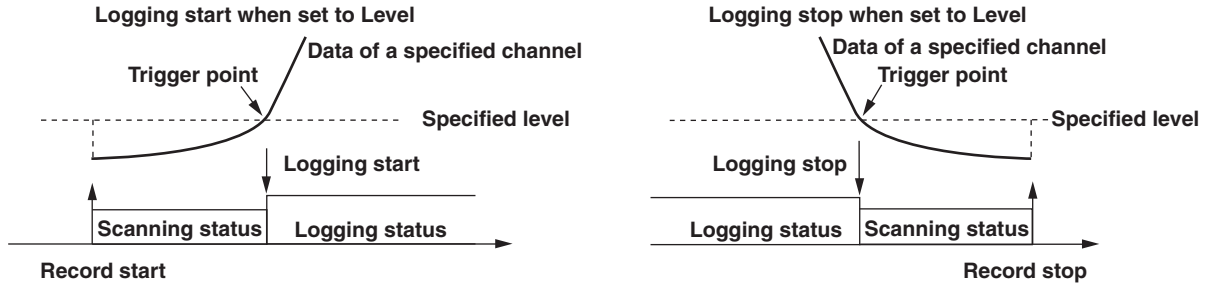 Logging start when set to Level
Data of a specified channel
Trigger point
Specified level
Logging start
Scanning status
Logging status
Record start
Logging stop when set to Level
Data of a specified channel
Trigger point
Specified level
Logging stop
Logging status
Scanning status
Record stop